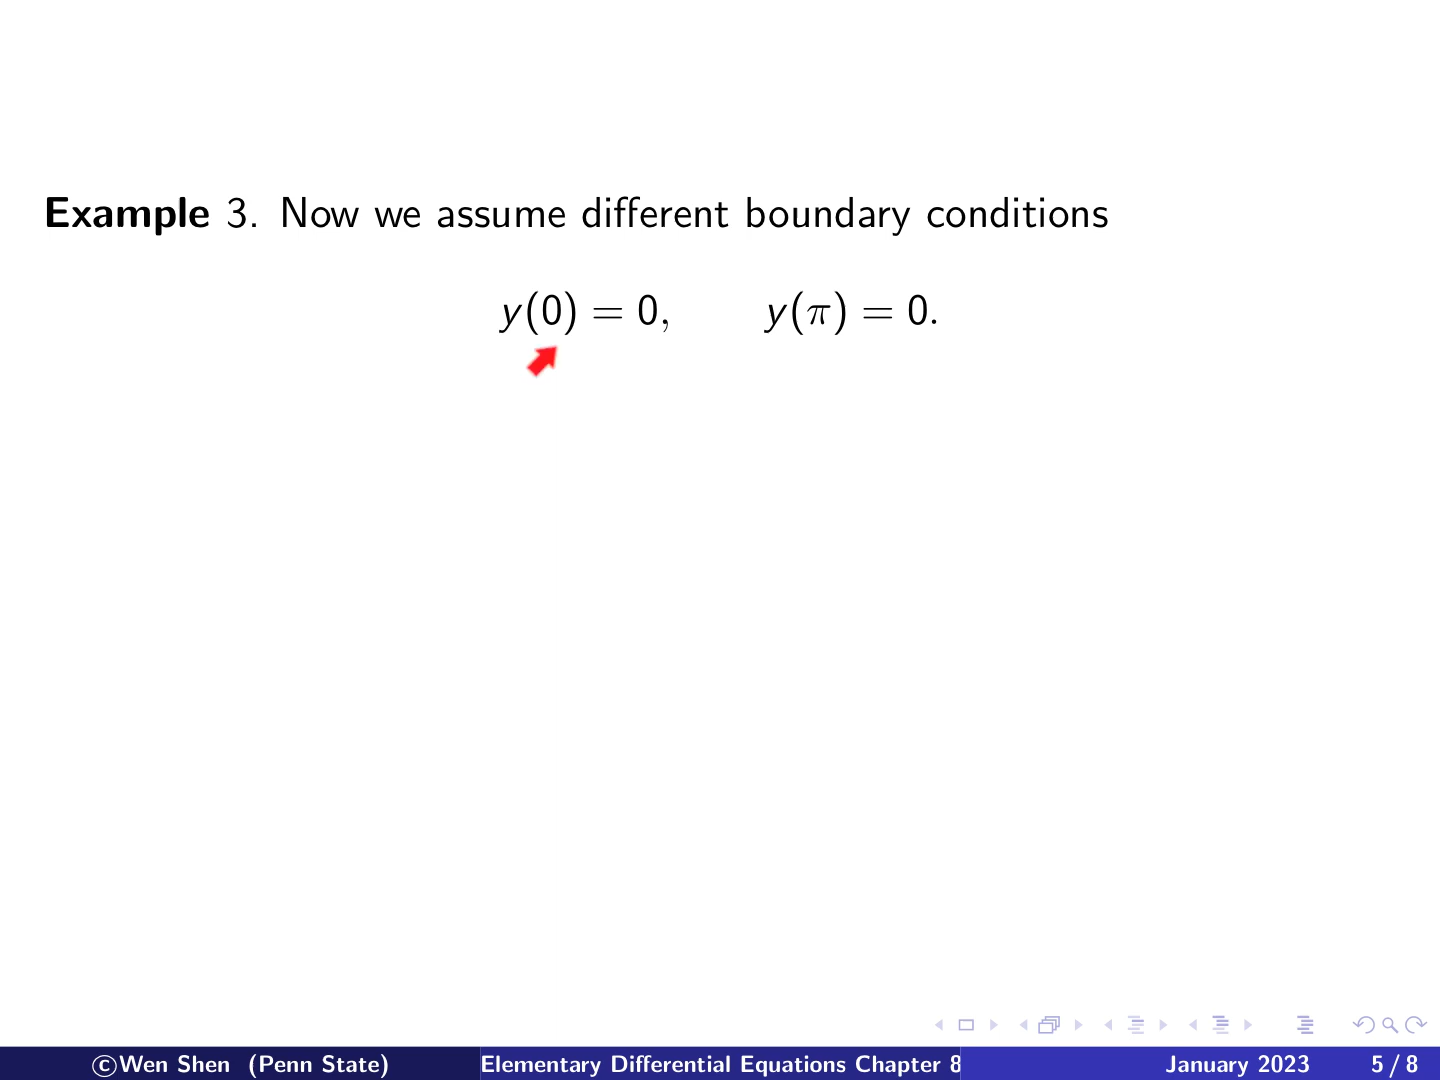 Example 3. Now we assume different boundary conditions
y(0) = 0, y(π) = 0.
©Wen Shen (Penn State) Elementary Differential Equations Chapter 8 January 2023 5 / 8